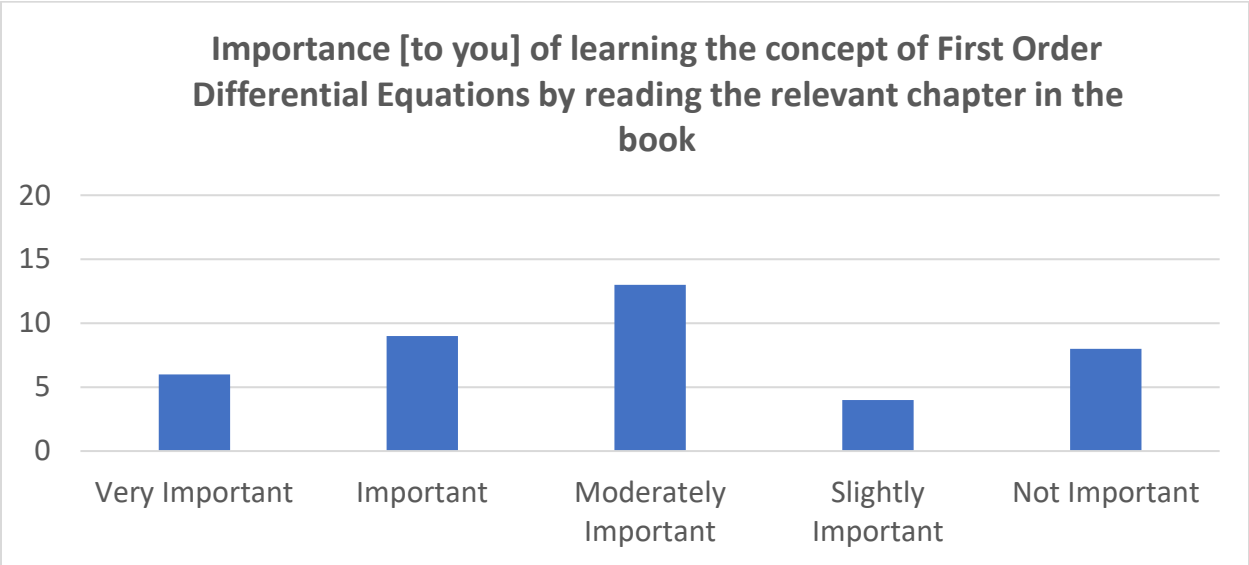 Importance [to you] of learning the concept of First Order
Differential Equations by reading the relevant chapter in the
book
20
15
10
5
0
Very Important
Important
Moderately
Important
Slightly
Important
Not Important